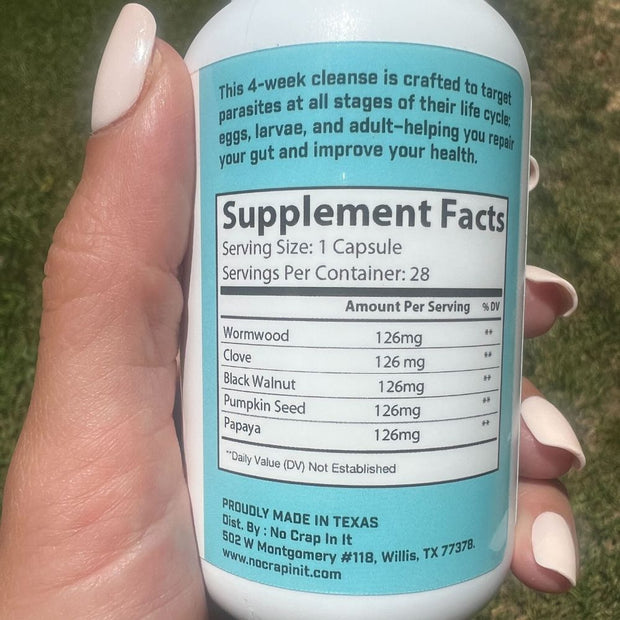 This 4-week cleanse is crafted to target
parasites at all stages of their life cycle:
eggs, larvae, and adult-helping you repair
your gut and improve your health.
Supplement Facts
Serving Size: 1 Capsule
Servings Per Container: 28
Amount Per Serving % DV
Wormwood 126mg **
Clove 126 mg **
Black Walnut 126mg **
Pumpkin Seed 126mg **
Papaya 126mg **
**Daily Value (DV) Not Established
PROUDLY MADE IN TEXAS
Dist. By : No Crap In It
502 W Montgomery #118, Willis, TX 77378.
www.nocrapinit.com